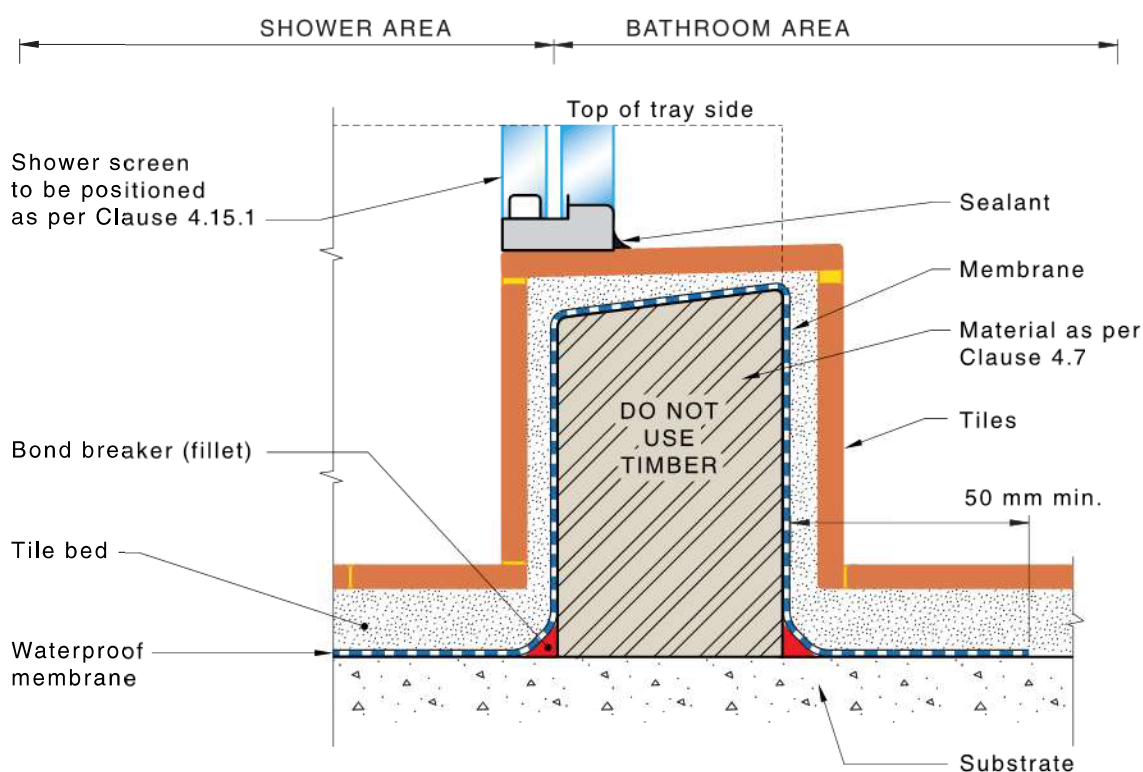 SHOWER AREA
BATHROOM AREA
Top of tray side
Shower screen
to be positioned
as per Clause 4.15.1
Sealant
Membrane
Material as per
Clause 4.7
DO NOT
USE
TIMBER
Tiles
Bond breaker (fillet)
50 mm min.
Tile bed
Waterproof
membrane
Substrate